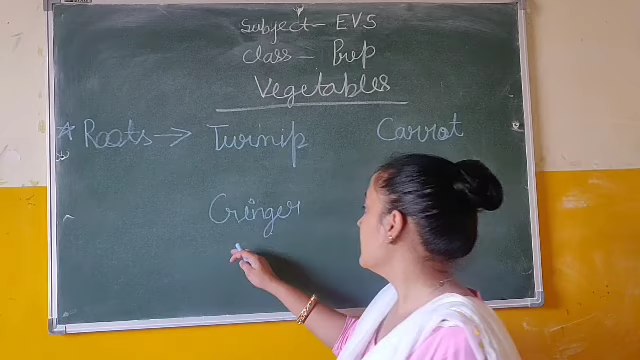 Subject- EVS
Class- Prep
Vegetables
* Roots → Turnip Carrot
Ginger